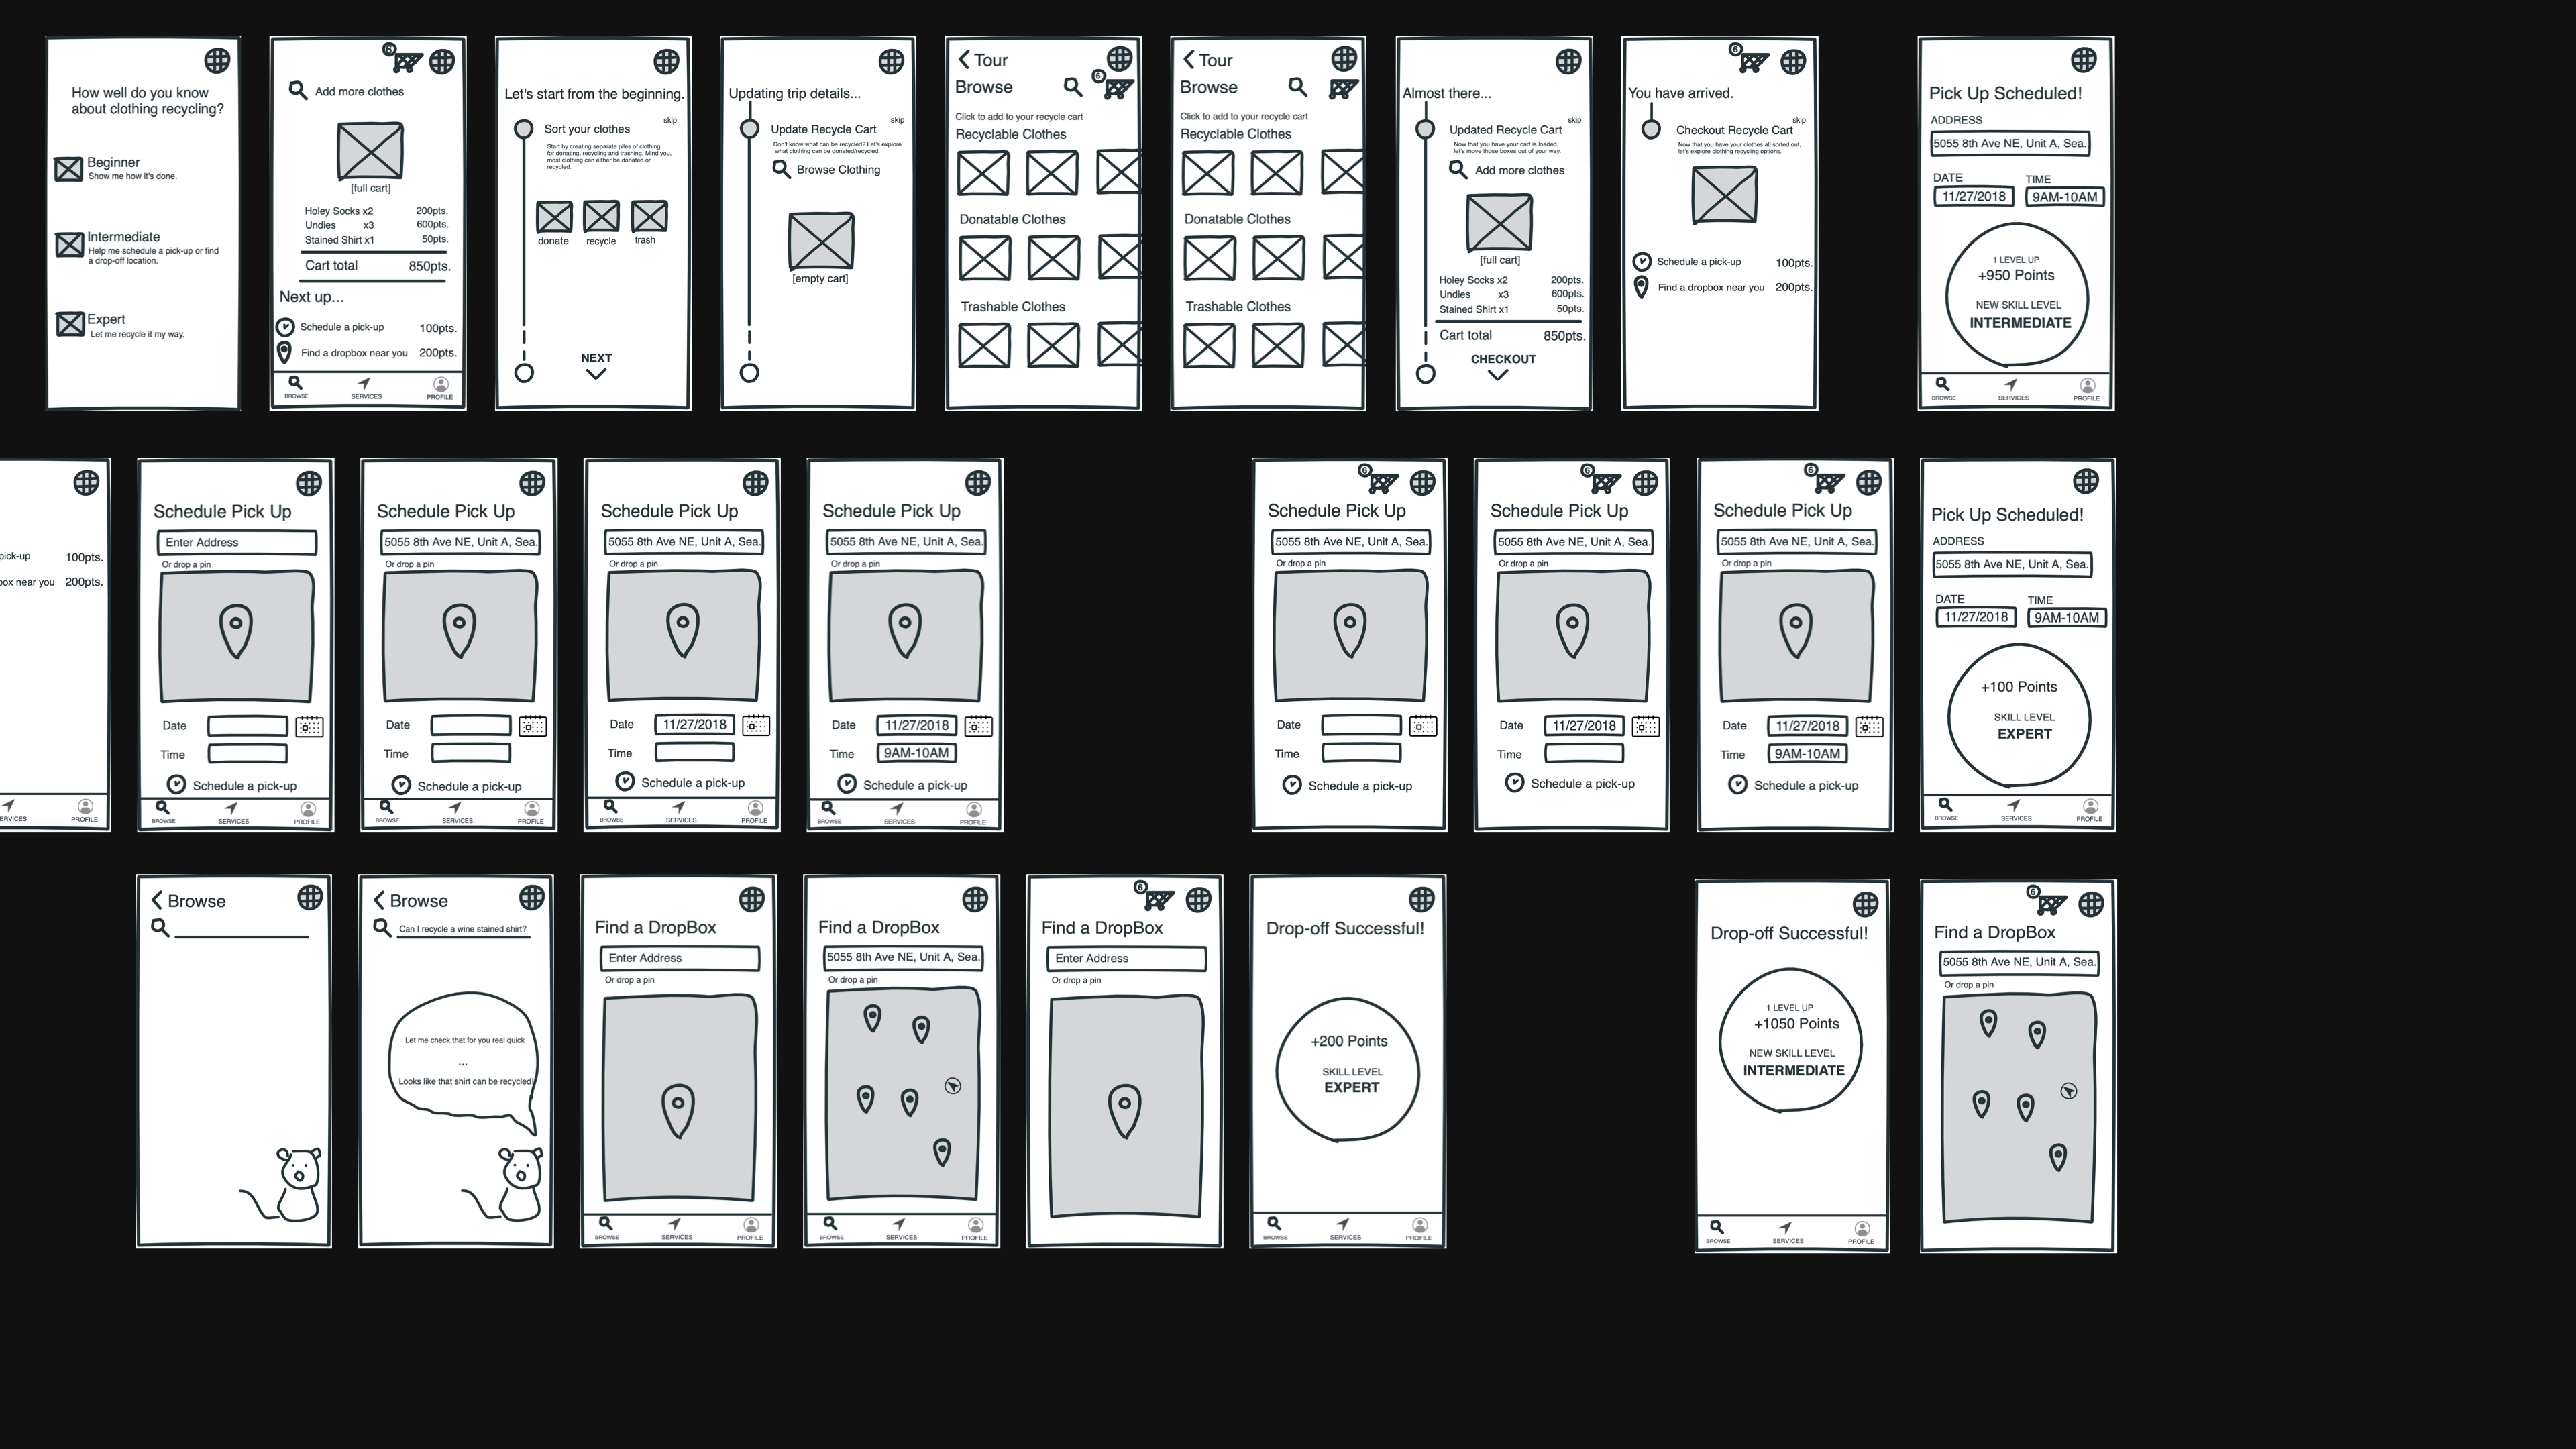 How well do you know
about clothing recycling?
Beginner
Show me how it's done.
Intermediate
Help me schedule a pick-up or find
a drop-off location.
Expert
Let me recycle it my way.
6
Add more clothes
[full cart]
Holey Socks x2 200pts.
Undies x3 600pts.
Stained Shirt x1 50pts.
Cart total 850pts.
Next up...
Schedule a pick-up 100pts.
Find a dropbox near you 200pts.
BROWSE SERVICES PROFILE
Let's start from the beginning.
skip
Sort your clothes
Start by creating separate piles of clothing
for donating, recycling and trashing. Mind you,
most clothing can either be donated or
recycled.
donate recycle trash
NEXT
Updating trip details...
skip
Update Recycle Cart
Don't know what can be recycled? Let's explore
what clothing can be donated/recycled.
Browse Clothing
[empty cart]
Tour
Browse
6
Click to add to your recycle cart
Recyclable Clothes
Donatable Clothes
Trashable Clothes
Tour
Browse
Click to add to your recycle cart
Recyclable Clothes
Donatable Clothes
Trashable Clothes
Almost there...
skip
Updated Recycle Cart
Now that you have your cart is loaded,
let's move those boxes out of your way.
Add more clothes
[full cart]
Holey Socks x2 200pts.
Undies x3 600pts.
Stained Shirt x1 50pts.
Cart total 850pts.
CHECKOUT
6
You have arrived.
skip
Checkout Recycle Cart
Now that you have your clothes all sorted out,
let's explore clothing recycling options.
Schedule a pick-up 100pts.
Find a dropbox near you 200pts.
Pick Up Scheduled!
ADDRESS
5055 8th Ave NE, Unit A, Sea.
DATE TIME
11/27/2018 9AM-10AM
1 LEVEL UP
+950 Points
NEW SKILL LEVEL
INTERMEDIATE
BROWSE SERVICES PROFILE
pick-up 100pts.
box near you 200pts.
ERVICES PROFILE
Schedule Pick Up
Enter Address
Or drop a pin
Date
Time
Schedule a pick-up
BROWSE SERVICES PROFILE
Schedule Pick Up
5055 8th Ave NE, Unit A, Sea.
Or drop a pin
Date
Time
Schedule a pick-up
BROWSE SERVICES PROFILE
Schedule Pick Up
5055 8th Ave NE, Unit A, Sea.
Or drop a pin
Date 11/27/2018
Time
Schedule a pick-up
BROWSE SERVICES PROFILE
Schedule Pick Up
5055 8th Ave NE, Unit A, Sea.
Or drop a pin
Date 11/27/2018
Time 9AM-10AM
Schedule a pick-up
BROWSE SERVICES PROFILE
6
Schedule Pick Up
5055 8th Ave NE, Unit A, Sea.
Or drop a pin
Date
Time
Schedule a pick-up
6
Schedule Pick Up
5055 8th Ave NE, Unit A, Sea.
Or drop a pin
Date 11/27/2018
Time
Schedule a pick-up
6
Schedule Pick Up
5055 8th Ave NE, Unit A, Sea.
Or drop a pin
Date 11/27/2018
Time 9AM-10AM
Schedule a pick-up
Pick Up Scheduled!
ADDRESS
5055 8th Ave NE, Unit A, Sea.
DATE TIME
11/27/2018 9AM-10AM
+100 Points
SKILL LEVEL
EXPERT
BROWSE SERVICES PROFILE
Browse
Browse
Can I recycle a wine stained shirt?
Let me check that for you real quick
...
Looks like that shirt can be recycled!
Find a DropBox
Enter Address
Or drop a pin
BROWSE SERVICES PROFILE
Find a DropBox
5055 8th Ave NE, Unit A, Sea.
Or drop a pin
BROWSE SERVICES PROFILE
6
Find a DropBox
Enter Address
Or drop a pin
Drop-off Successful!
+200 Points
SKILL LEVEL
EXPERT
BROWSE SERVICES PROFILE
Drop-off Successful!
1 LEVEL UP
+1050 Points
NEW SKILL LEVEL
INTERMEDIATE
BROWSE SERVICES PROFILE
6
Find a DropBox
5055 8th Ave NE, Unit A, Sea.
Or drop a pin